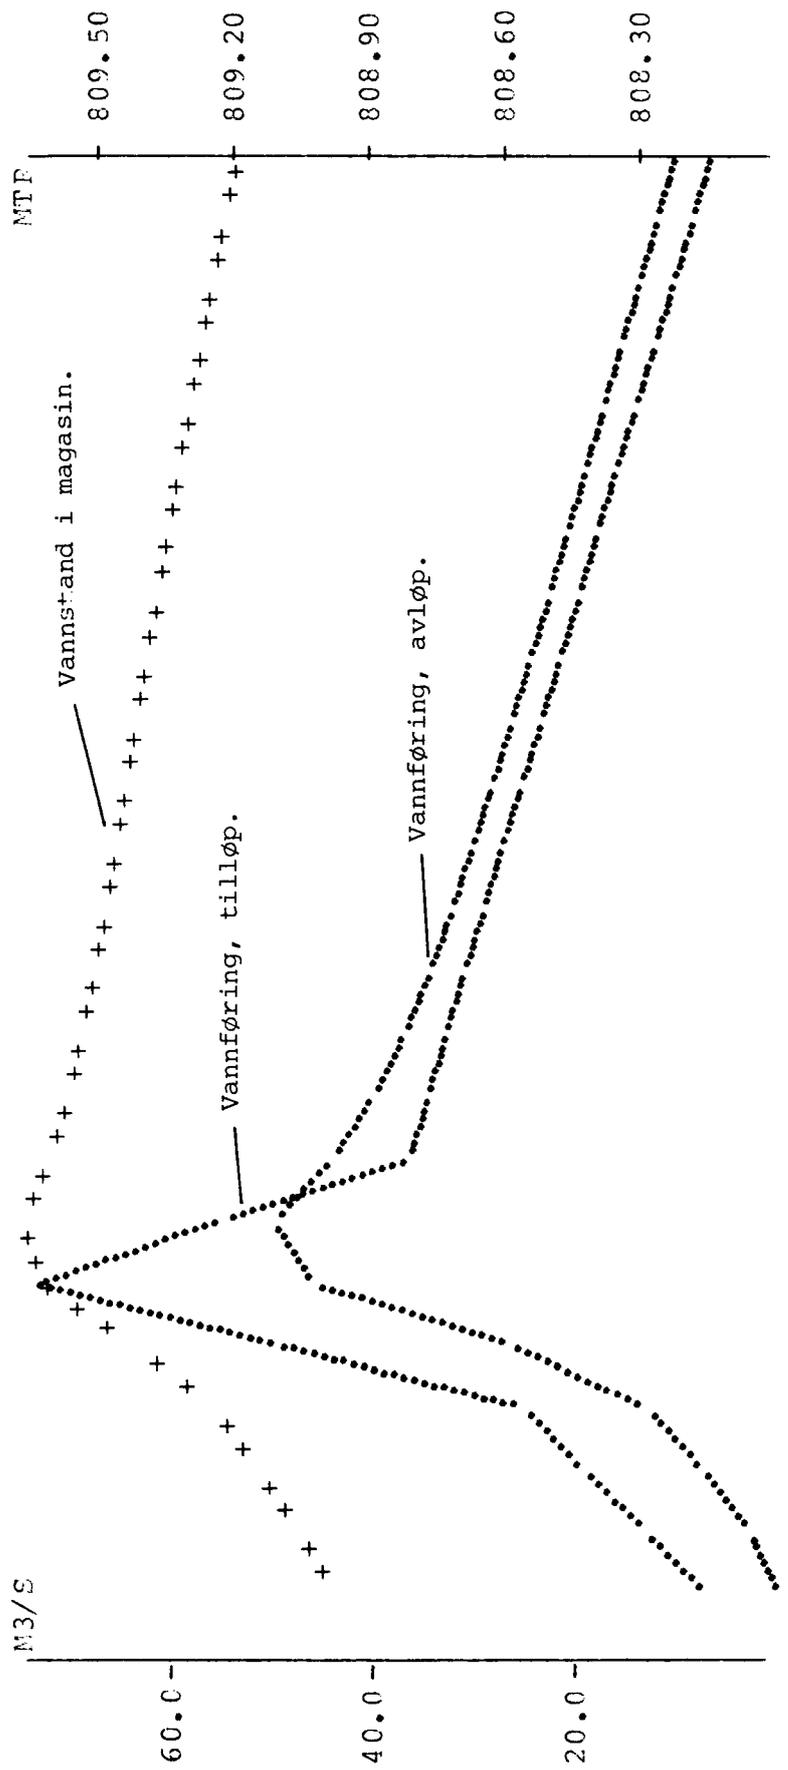 M3/S
MTR
60.0
40.0
20.0
809.50
809.20
808.90
808.60
808.30
Vannstand i magasin.
Vannføring, tilløp.
Vannføring, avløp.